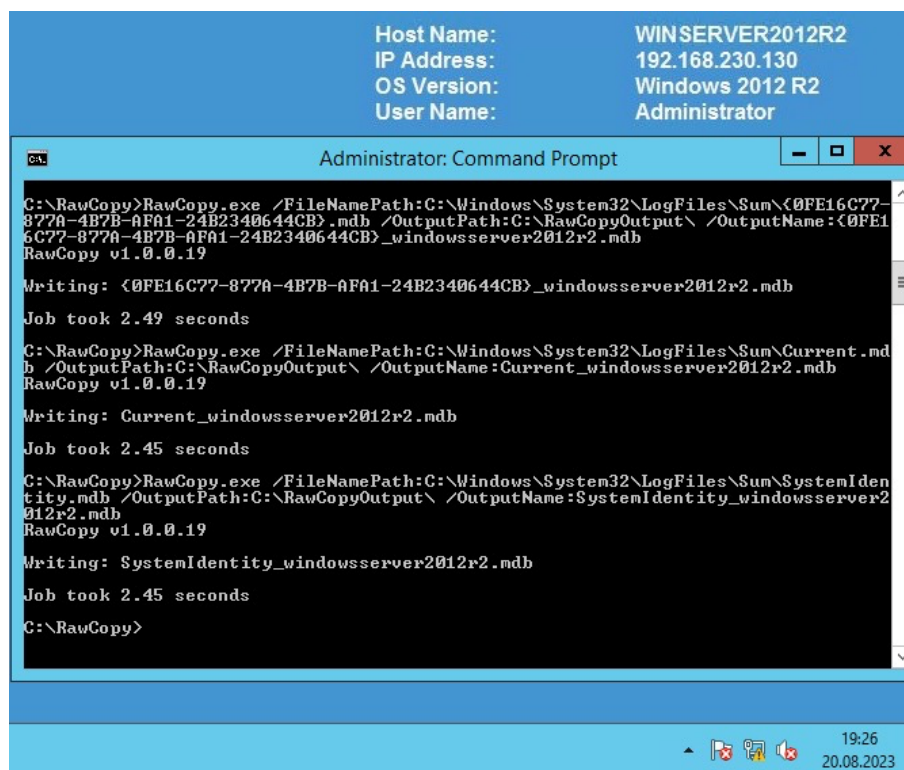 Host Name: WINSERVER2012R2
IP Address: 192.168.230.130
OS Version: Windows 2012 R2
User Name: Administrator
C:\. Administrator: Command Prompt
C:\RawCopy>RawCopy.exe /FileNamePath:C:\Windows\System32\LogFiles\Sum\{0FE16C77-
877A-4B7B-AFA1-24B2340644CB}.mdb /OutputPath:C:\RawCopyOutput\ /OutputName:{0FE1
6C77-877A-4B7B-AFA1-24B2340644CB}_windowsserver2012r2.mdb
RawCopy v1.0.0.19
Writing: {0FE16C77-877A-4B7B-AFA1-24B2340644CB}_windowsserver2012r2.mdb
Job took 2.49 seconds
C:\RawCopy>RawCopy.exe /FileNamePath:C:\Windows\System32\LogFiles\Sum\Current.md
b /OutputPath:C:\RawCopyOutput\ /OutputName:Current_windowsserver2012r2.mdb
RawCopy v1.0.0.19
Writing: Current_windowsserver2012r2.mdb
Job took 2.45 seconds
C:\RawCopy>RawCopy.exe /FileNamePath:C:\Windows\System32\LogFiles\Sum\SystemIden
tity.mdb /OutputPath:C:\RawCopyOutput\ /OutputName:SystemIdentity_windowsserver2
012r2.mdb
RawCopy v1.0.0.19
Writing: SystemIdentity_windowsserver2012r2.mdb
Job took 2.45 seconds
C:\RawCopy>
19:26
20.08.2023